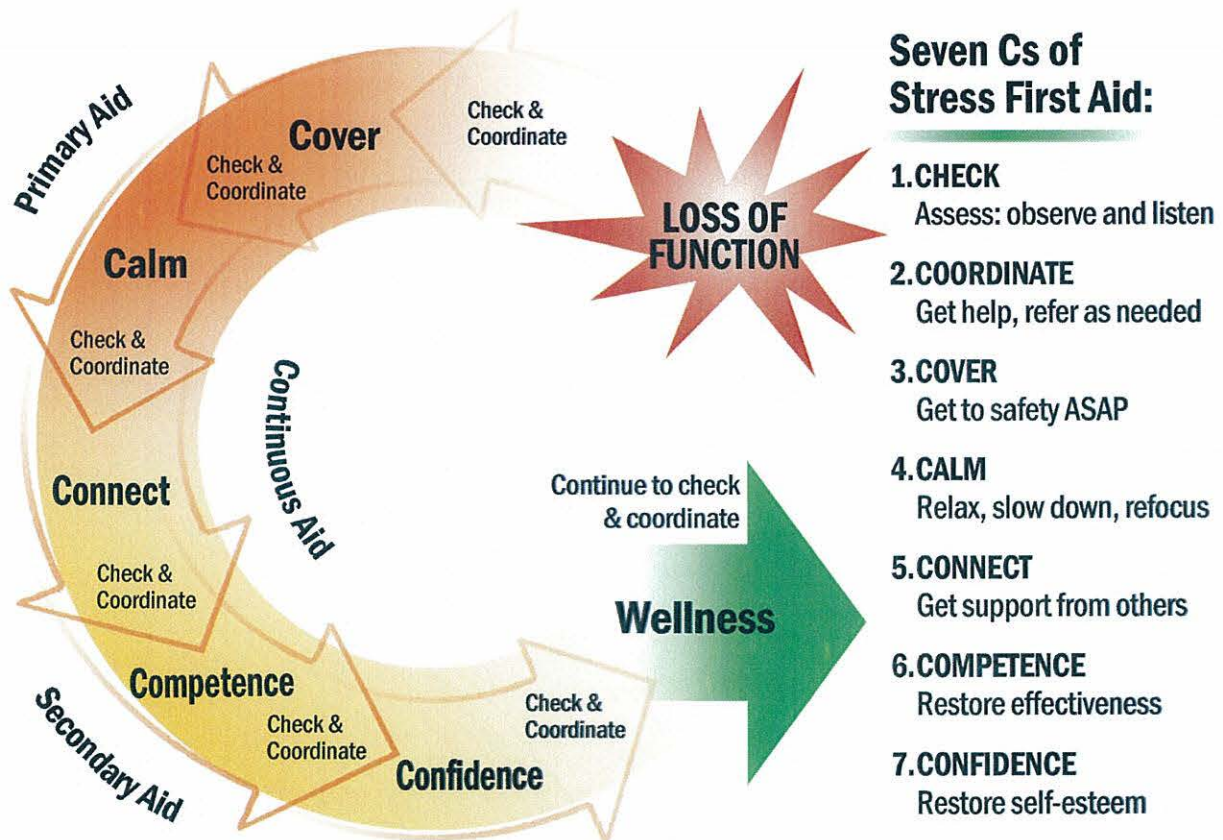 Primary Aid
Cover
Check &
Coordinate
Check &
Coordinate
Calm
Check &
Coordinate
Continuous Aid
Connect
Check &
Coordinate
Competence
Check &
Coordinate
Secondary Aid
Confidence
Check &
Coordinate
LOSS OF
FUNCTION
Continue to check
& coordinate
Wellness
Seven Cs of
Stress First Aid:
1. CHECK
Assess: observe and listen
2. COORDINATE
Get help, refer as needed
3. COVER
Get to safety ASAP
4. CALM
Relax, slow down, refocus
5. CONNECT
Get support from others
6. COMPETENCE
Restore effectiveness
7. CONFIDENCE
Restore self-esteem